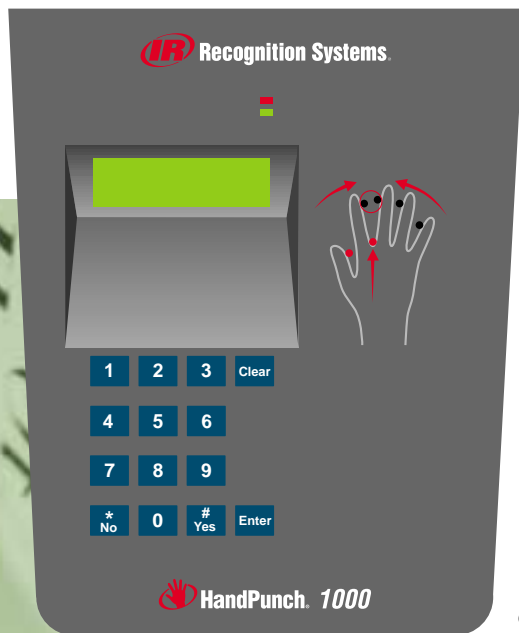 IR Recognition Systems.
1 2 3 Clear
4 5 6
7 8 9
* No 0 # Yes Enter
HandPunch. 1000